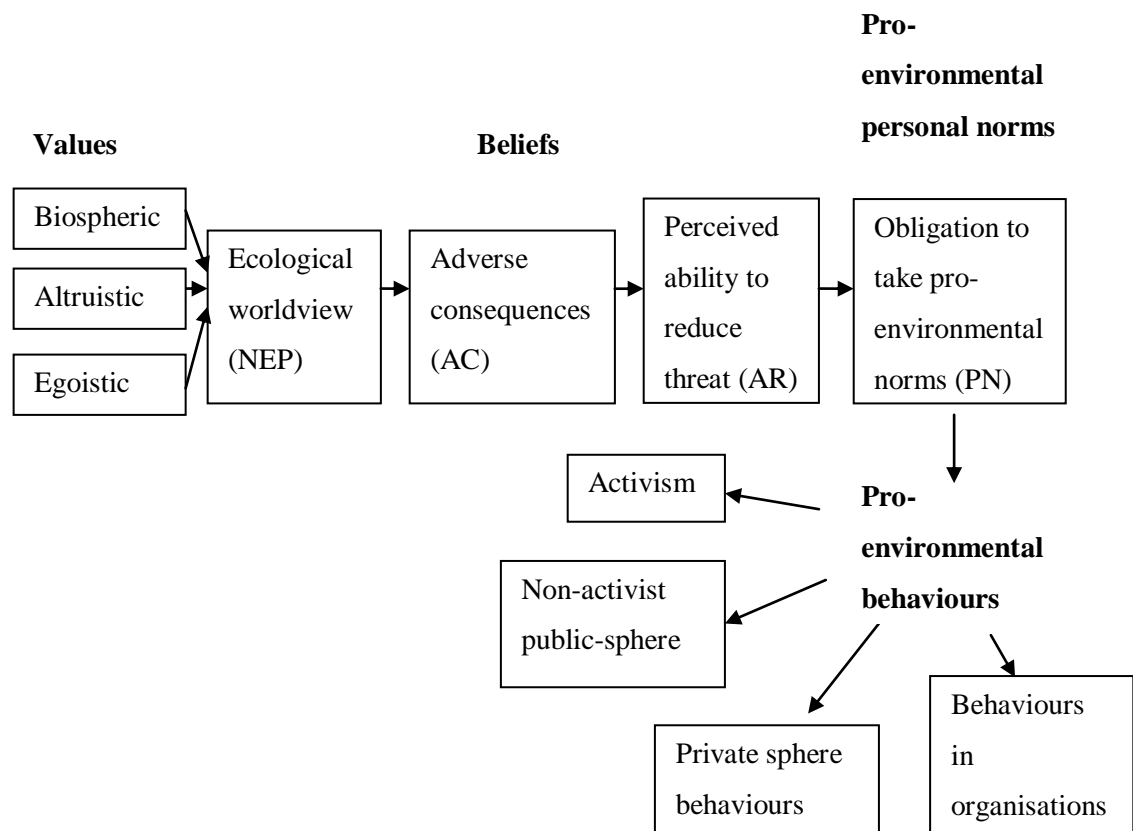 Pro-
environmental
personal norms
Values
Beliefs
Biospheric
Altruistic
Egoistic
Ecological
worldview
(NEP)
Adverse
consequences
(AC)
Perceived
ability to
reduce
threat (AR)
Obligation to
take pro-
environmental
norms (PN)
Activism
Pro-
environmental
behaviours
Non-activist
public-sphere
Private sphere
behaviours
Behaviours
in
organisations